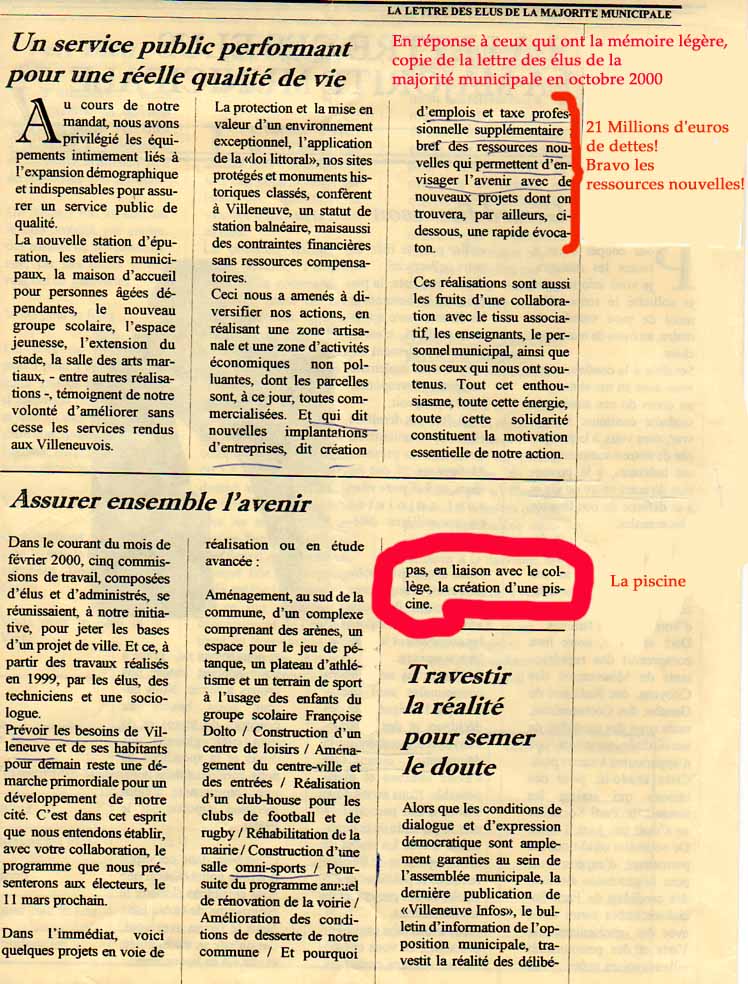 LA LETTRE DES ELUS DE LA MAJORITE MUNICIPALE
En réponse à ceux qui ont la mémoire légère,
copie de la lettre des élus de la
majorité municipale en octobre 2000
Un service public performant
pour une réelle qualité de vie
Au cours de notre
mandat, nous avons
privilégié les équi-
pements intimement liés à
l'expansion démographique
et indispensables pour assu-
rer un service public de
qualité.
La nouvelle station d'épu-
ration, les ateliers munici-
paux, la maison d'accueil
pour personnes âgées dé-
pendantes, le nouveau
groupe scolaire, l'espace
jeunesse, l'extension du
stade, la salle des arts mar-
tiaux, - entre autres réalisa-
tions -, témoignent de notre
volonté d'améliorer sans
cesse les services rendus
aux Villeneuvois.
La protection et la mise en
valeur d'un environnement
exceptionnel, l'application
de la «loi littoral», nos sites
protégés et monuments his-
toriques classés, confèrent
à Villeneuve, un statut de
station balnéaire, maisaussi
des contraintes financières
sans ressources compensa-
toires.
Ceci nous a amenés à di-
versifier nos actions, en
réalisant une zone artisa-
nale et une zone d'activités
économiques non pol-
luantes, dont les parcelles
sont, à ce jour, toutes com-
mercialisées. Et qui dit
nouvelles implantations
d'entreprises, dit création
d'emplois et taxe profes-
sionnelle supplémentaire :
bref des ressources nou-
velles qui permettent d'en-
visager l'avenir avec de
nouveaux projets dont on
trouvera, par ailleurs, ci-
dessous, une rapide évoca-
ton.
Ces réalisations sont aussi
les fruits d'une collabora-
tion avec le tissu associa-
tif, les enseignants, le per-
sonnel municipal, ainsi que
tous ceux qui nous ont sou-
tenus. Tout cet enthou-
siasme, toute cette énergie,
toute cette solidarité
constituent la motivation
essentielle de notre action.
21 Millions d'euros
de dettes!
Bravo les
ressources nouvelles!
Assurer ensemble l'avenir
Dans le courant du mois de
février 2000, cinq commis-
sions de travail, composées
d'élus et d'administrés, se
réunissaient, à notre initia-
tive, pour jeter les bases
d'un projet de ville. Et ce, à
partir des travaux réalisés
en 1999, par les élus, des
techniciens et une socio-
logue.
Prévoir les besoins de Vil-
leneuve et de ses habitants
pour demain reste une dé-
marche primordiale pour un
développement de notre
cité. C'est dans cet esprit
que nous entendons établir,
avec votre collaboration, le
programme que nous pré-
senterons aux électeurs, le
11 mars prochain.
Dans l'immédiat, voici
quelques projets en voie de
réalisation ou en étude
avancée :
Aménagement, au sud de la
commune, d'un complexe
comprenant des arènes, un
espace pour le jeu de pé-
tanque, un plateau d'athlé-
tisme et un terrain de sport
à l'usage des enfants du
groupe scolaire Françoise
Dolto / Construction d'un
centre de loisirs / Aména-
gement du centre-ville et
des entrées / Réalisation
d'un club-house pour les
clubs de football et de
rugby / Réhabilitation de la
mairie / Construction d'une
salle omni-sports / Pour-
suite du programme annuel
de rénovation de la voirie /
Amélioration des condi-
tions de desserte de notre
commune / Et pourquoi
pas, en liaison avec le col-
lège, la création d'une pis-
cine.
La piscine
Travestir
la réalité
pour semer
le doute
Alors que les conditions de
dialogue et d'expression
démocratique sont ample-
ment garanties au sein de
l'assemblée municipale, la
dernière publication de
«Villeneuve Infos», le bul-
letin d'information de l'op-
position municipale, tra-
vestit la réalité des délibé-